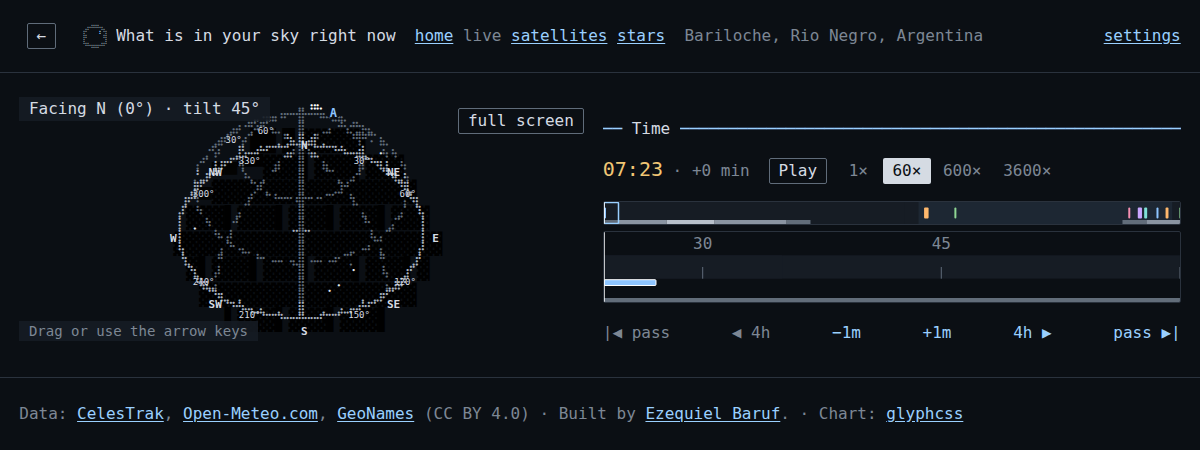 ← What is in your sky right now home live satellites stars Bariloche, Rio Negro, Argentina settings
Facing N (0°) · tilt 45°
full screen
A
60°
30°
N
330°
30°
NW
NE
300°
60°
W
E
240°
120°
SW
SE
210°
150°
S
Drag or use the arrow keys
Time
07:23 · +0 min Play 1× 60× 600× 3600×
30 45
|◀ pass ◀ 4h −1m +1m 4h ▶ pass ▶|
Data: CelesTrak, Open-Meteo.com, GeoNames (CC BY 4.0) · Built by Ezequiel Baruf. · Chart: glyphcss